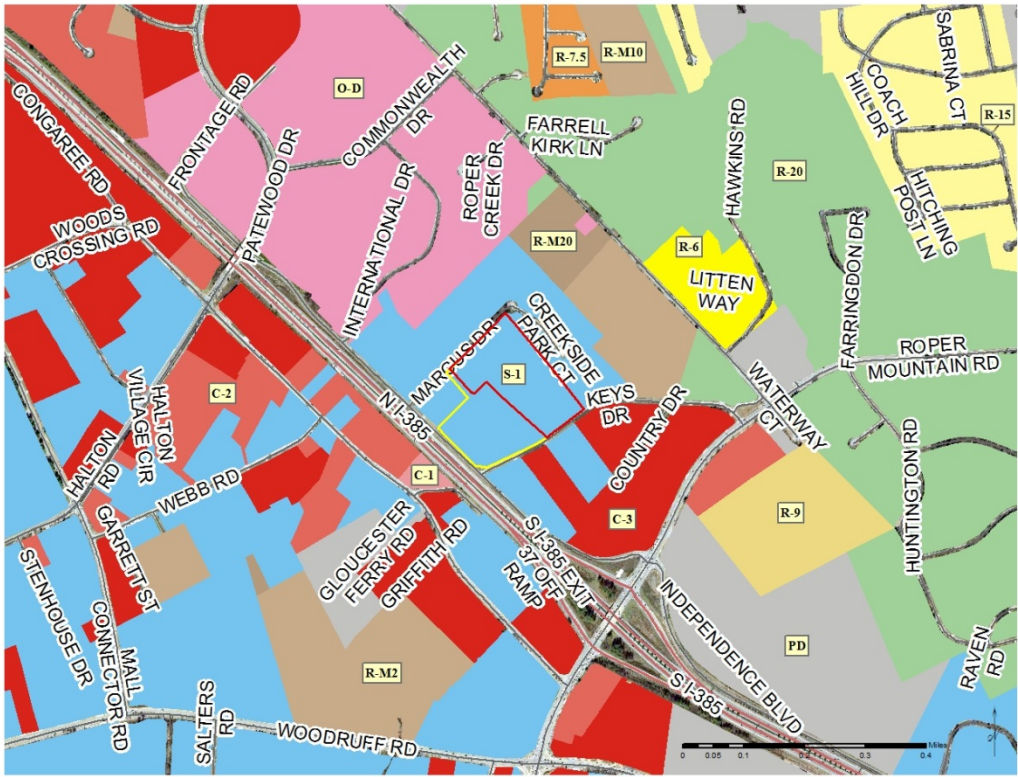 SABRINA CT
R-7.5
R-M10
COACH
HILL DR
R-15
O-D
COMMONWEALTH
DR
CONGAREE RD
FRONTAGE RD
FARRELL
KIRK LN
HAWKINS RD
PATEWOOD DR
ROPER
CREEK DR
R-20
HITCHING
POST LN
INTERNATIONAL DR
WOODS
CROSSING RD
R-M20
R-6
LITTEN
WAY
FARRINGDON DR
CREEKSIDE
PARK CT
MARCUS DR
S-1
ROPER
MOUNTAIN RD
KEYS
DR
WATERWAY
CT
C-2
HALTON
VILLAGE CIR
N I-385
COUNTRY DR
HALTON
RD
C-1
WEBB RD
C-3
R-9
HUNTINGTON RD
GARRETT ST
GLOUCESTER
FERRY RD
GRIFFITH RD
S I-385 EXIT
37 OFF
RAMP
STENHOUSE DR
INDEPENDENCE BLVD
MALL
CONNECTOR RD
PD
RAVEN
RD
R-M2
S I-385
SALTERS
RD
WOODRUFF RD
Miles
0 0.05 0.1 0.2 0.3 0.4